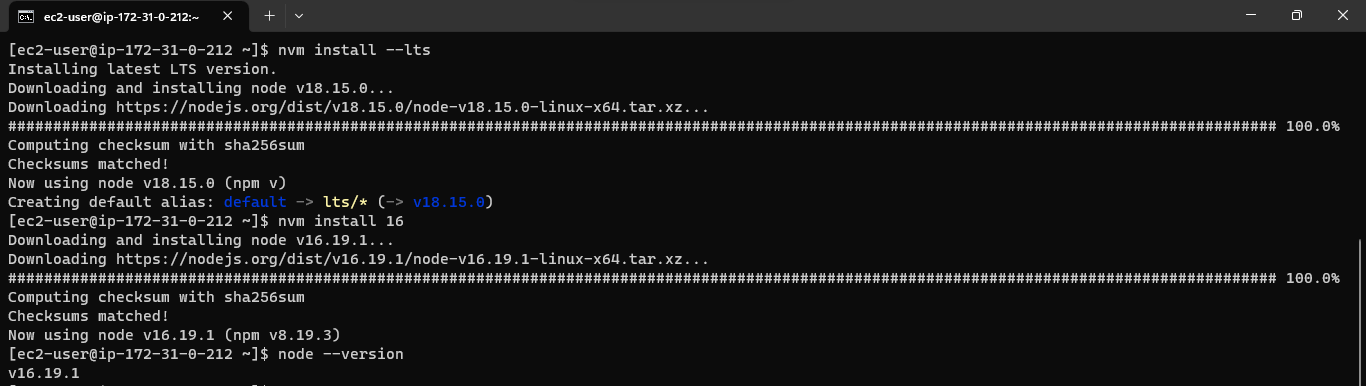 ec2-user@ip-172-31-0-212:~
[ec2-user@ip-172-31-0-212 ~]$ nvm install --lts
Installing latest LTS version.
Downloading and installing node v18.15.0...
Downloading https://nodejs.org/dist/v18.15.0/node-v18.15.0-linux-x64.tar.xz...
############################################################################################################################################# 100.0%
Computing checksum with sha256sum
Checksums matched!
Now using node v18.15.0 (npm v)
Creating default alias: default -> lts/* (-> v18.15.0)
[ec2-user@ip-172-31-0-212 ~]$ nvm install 16
Downloading and installing node v16.19.1...
Downloading https://nodejs.org/dist/v16.19.1/node-v16.19.1-linux-x64.tar.xz...
############################################################################################################################################# 100.0%
Computing checksum with sha256sum
Checksums matched!
Now using node v16.19.1 (npm v8.19.3)
[ec2-user@ip-172-31-0-212 ~]$ node --version
v16.19.1